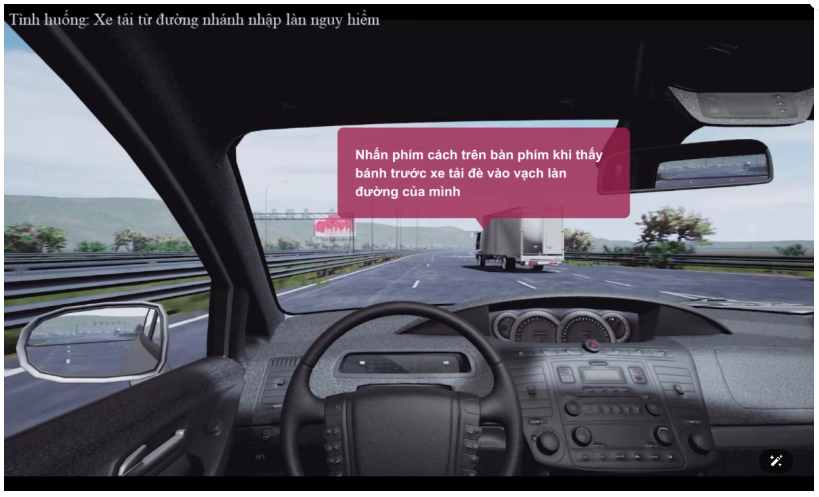 Tình huống: Xe tải từ đường nhánh nhập làn nguy hiểm
Nhấn phím cách trên bàn phím khi thấy
bánh trước xe tải đè vào vạch làn
đường của mình